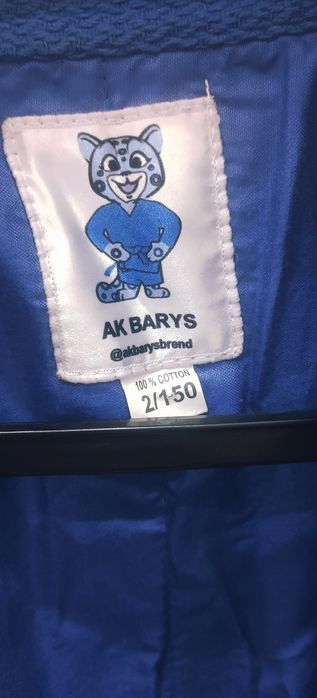 AK BARYS
@akbarysbrend
100 % COTTON
2/150